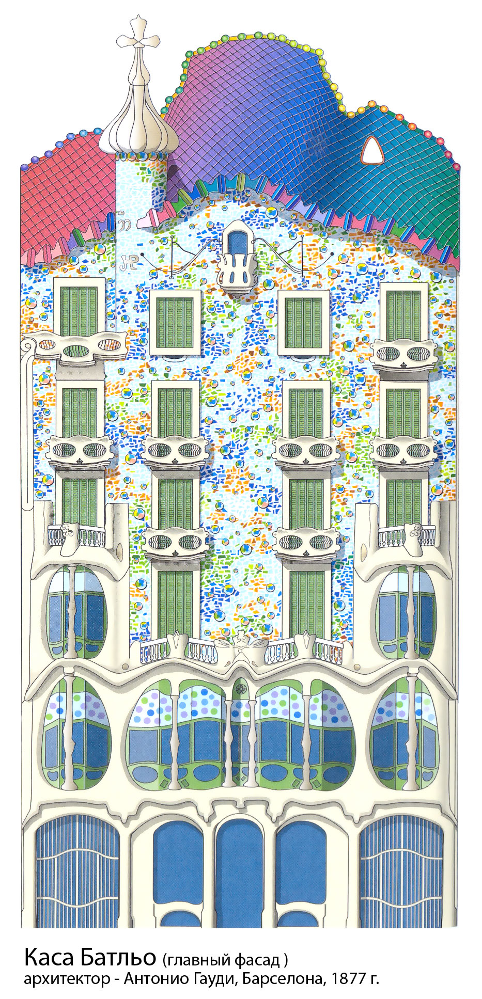 Каса Батльо (главный фасад )
архитектор - Антонио Гауди, Барселона, 1877 г.